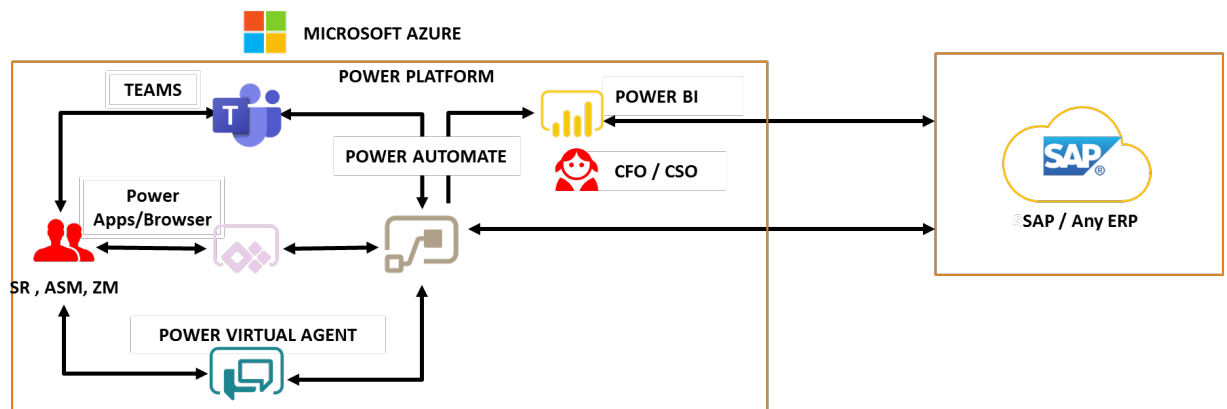 MICROSOFT AZURE
POWER PLATFORM
TEAMS
T
POWER BI
POWER AUTOMATE
CFO / CSO
SAP
®
Power
Apps/Browser
SSAP / Any ERP
SR , ASM, ZM
POWER VIRTUAL AGENT